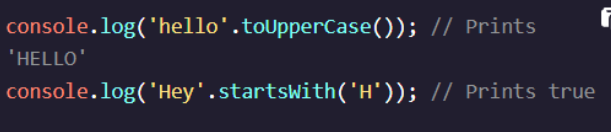 console.log('hello'.toUpperCase()); // Prints
'HELLO'
console.log('Hey'.startsWith('H')); // Prints true